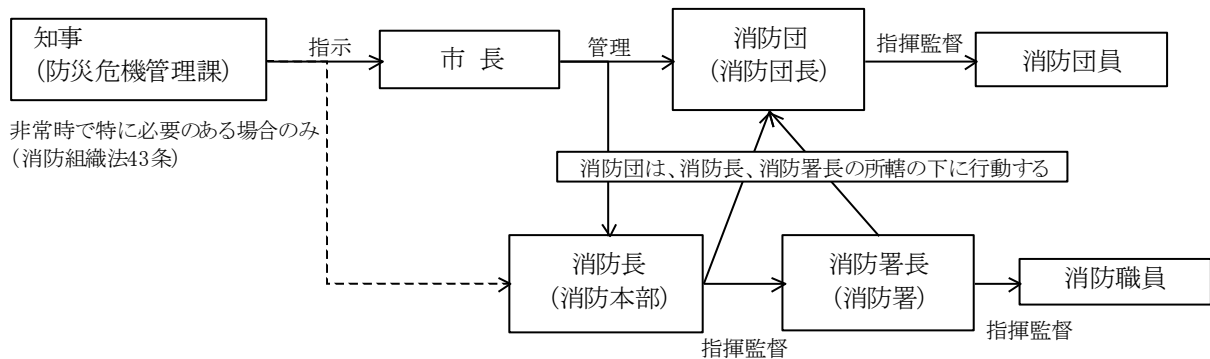 知事
(防災危機管理課)
指示
市 長
管理
消防団
(消防団長)
指揮監督
消防団員
非常時で特に必要のある場合のみ
(消防組織法43条)
消防団は、消防長、消防署長の所轄の下に行動する
消防長
(消防本部)
指揮監督
消防署長
(消防署)
指揮監督
消防職員